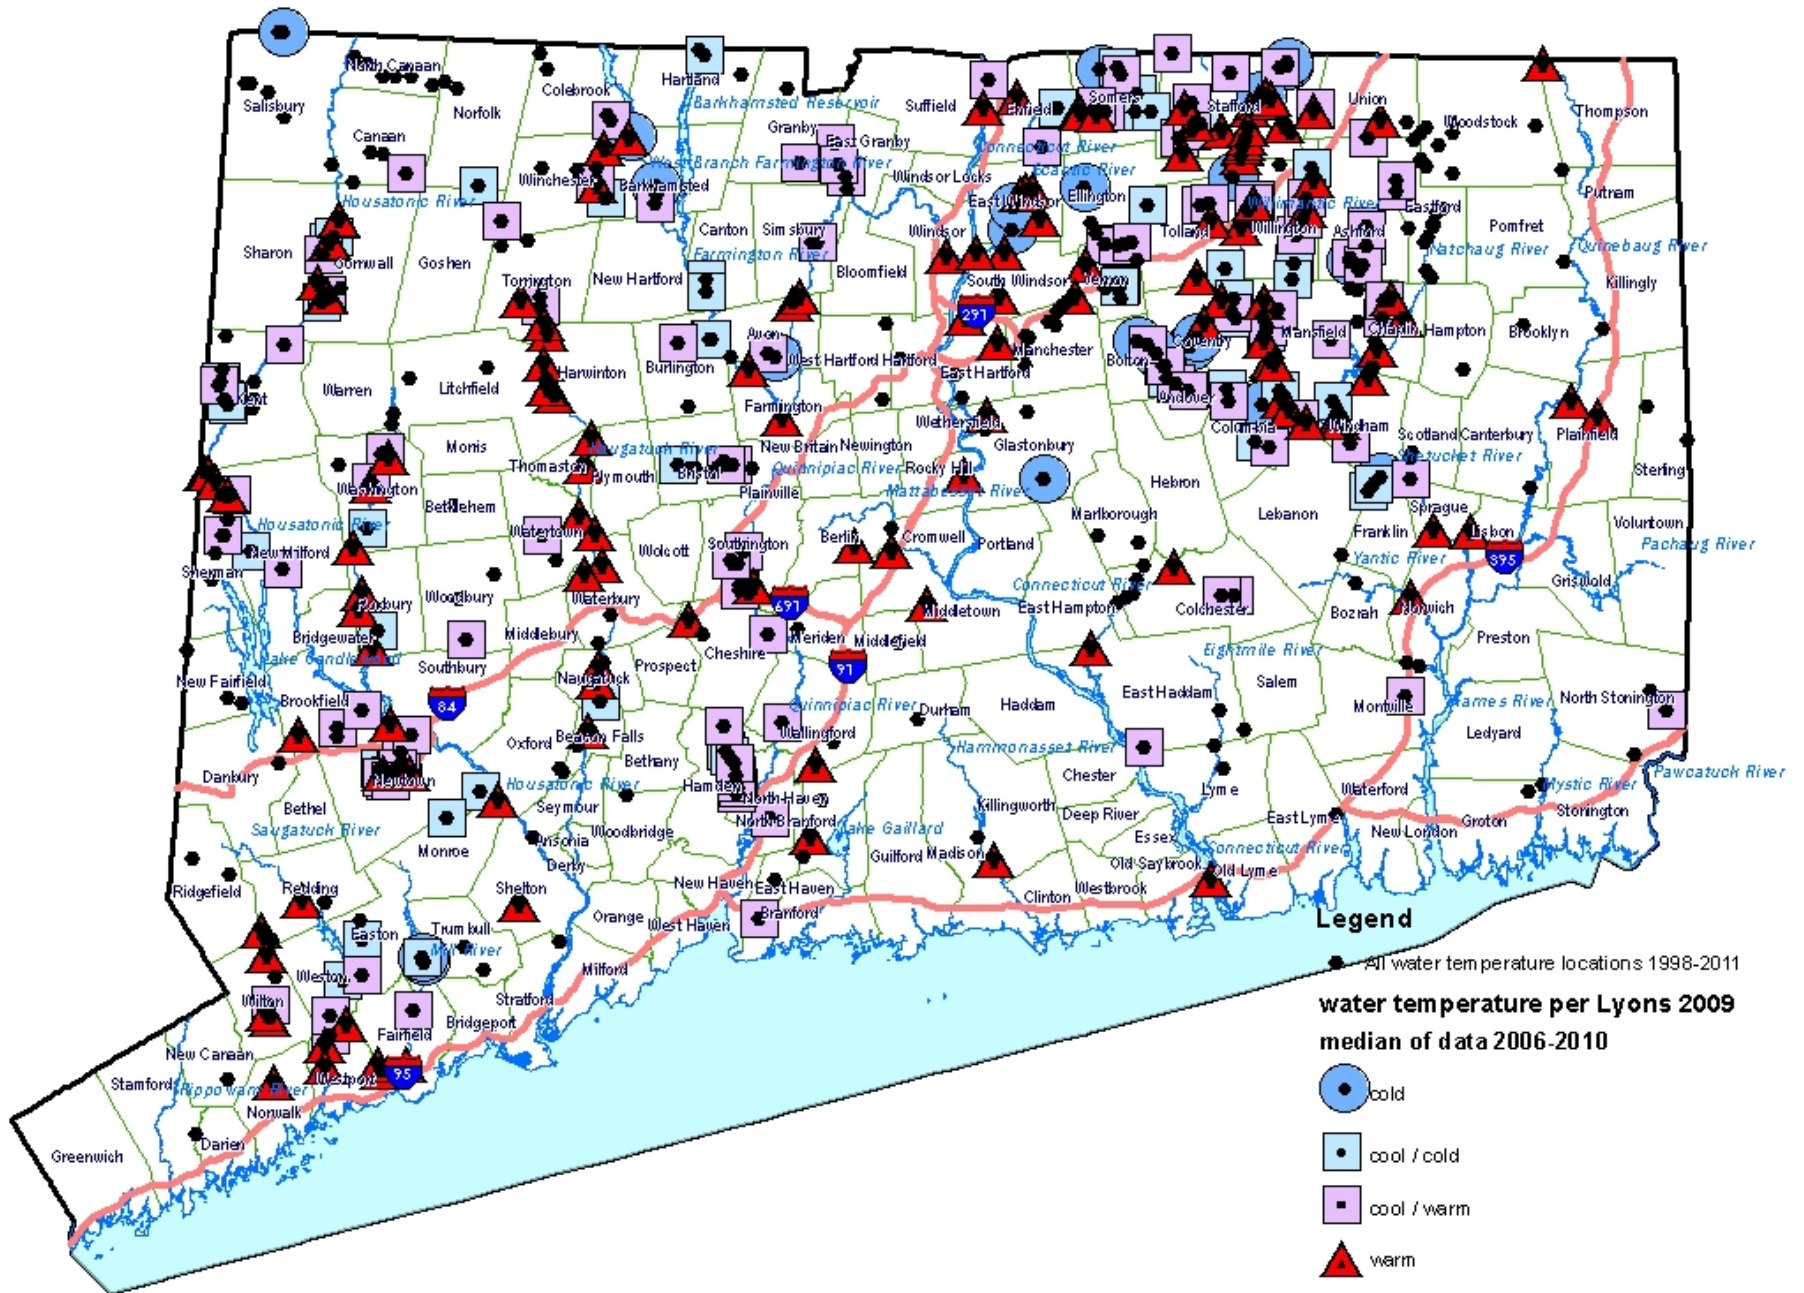 North Canaan
Hartland
Colebrook
Salisbury
Norfolk
Barkhamsted Reservoir
Suffield
Enfield
Somers
Stafford
Union
Woodstock
Thompson
Canaan
Granby
East Granby
Connecticut River
West Branch Farmington River
Winchester
Barkhamsted
Windsor Locks
Ellington
East Windsor
Willimantic River
Eastford
Putnam
Housatonic River
Sharon
Cornwall
Goshen
Canton
Simsbury
Windsor
Tolland
Willington
Ashford
Pomfret
Natchaug River
Quinebaug River
Farmington River
Bloomfield
New Hartford
Torrington
South Windsor
Vernon
Killingly
291
Mansfield
Chaplin
Hampton
Brooklyn
Avon
West Hartford
Hartford
Manchester
Bolton
Coventry
Burlington
East Hartford
Harwinton
Warren
Litchfield
Kent
Andover
Farmington
Wethersfield
Columbia
Windham
Morris
New Britain
Newington
Glastonbury
Scotland
Canterbury
Plainfield
Naugatuck River
Thomaston
Plymouth
Bristol
Quinnipiac River
Rocky Hill
Shetucket River
Sterling
Washington
Plainville
Mattabesset River
Hebron
Bethlehem
Marlborough
Lebanon
Sprague
Housatonic River
Watertown
Franklin
Lisbon
Voluntown
Pachaug River
New Milford
Wolcott
Southington
Berlin
Cromwell
Portland
Yantic River
395
Sherman
Connecticut River
Griswold
Roxbury
Woodbury
Waterbury
691
Middletown
East Hampton
Colchester
Bozrah
Norwich
Bridgewater
Middlebury
Meriden
Middlefield
Preston
Lake Candlewood
Southbury
Prospect
Cheshire
91
Eightmile River
New Fairfield
Naugatuck
East Haddam
Salem
Brookfield
84
Quinnipiac River
Durham
Haddam
Montville
Thames River
North Stonington
Oxford
Beacon Falls
Wallingford
Ledyard
Danbury
Newtown
Bethany
Hammonasset River
Chester
Pawcatuck River
Housatonic River
Hamden
Lyme
Mystic River
Bethel
Seymour
North Haven
Killingworth
Waterford
Stonington
Saugatuck River
Woodbridge
North Branford
Lake Gaillard
Deep River
East Lyme
Groton
New London
Monroe
Ansonia
Derby
Guilford
Madison
Essex
Connecticut River
Old Saybrook
Old Lyme
Ridgefield
Redding
Shelton
New Haven
East Haven
Westbrook
Clinton
Orange
West Haven
Branford
Easton
Trumbull
Mill River
Weston
Milford
Wilton
Stratford
Fairfield
Bridgeport
New Canaan
95
Westport
Stamford
Rippowam River
Norwalk
Darien
Greenwich
Legend
All water temperature locations 1998-2011
water temperature per Lyons 2009
median of data 2006-2010
cold
cool / cold
cool / warm
warm